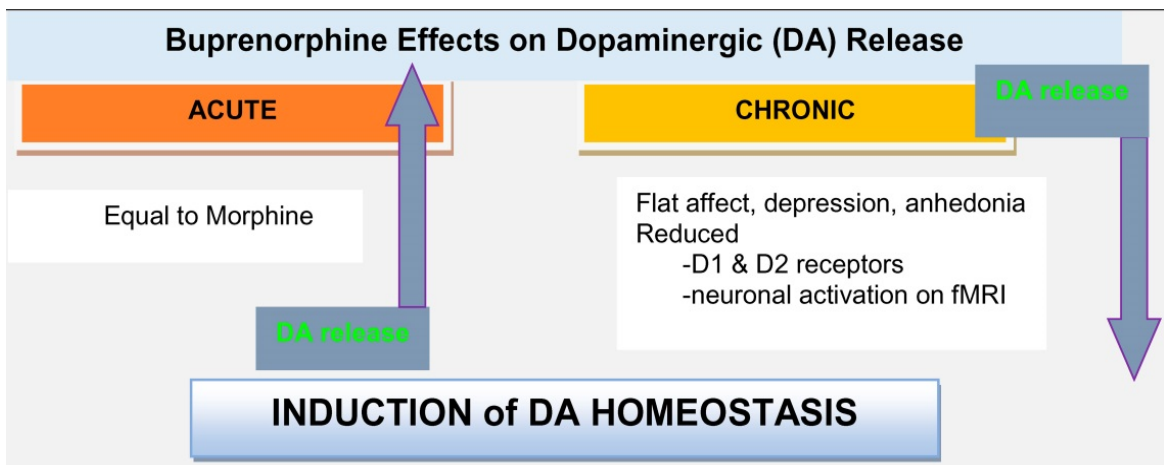 Buprenorphine Effects on Dopaminergic (DA) Release
ACUTE
Equal to Morphine
DA release
CHRONIC
DA release
Flat affect, depression, anhedonia
Reduced
-D1 & D2 receptors
-neuronal activation on fMRI
INDUCTION of DA HOMEOSTASIS